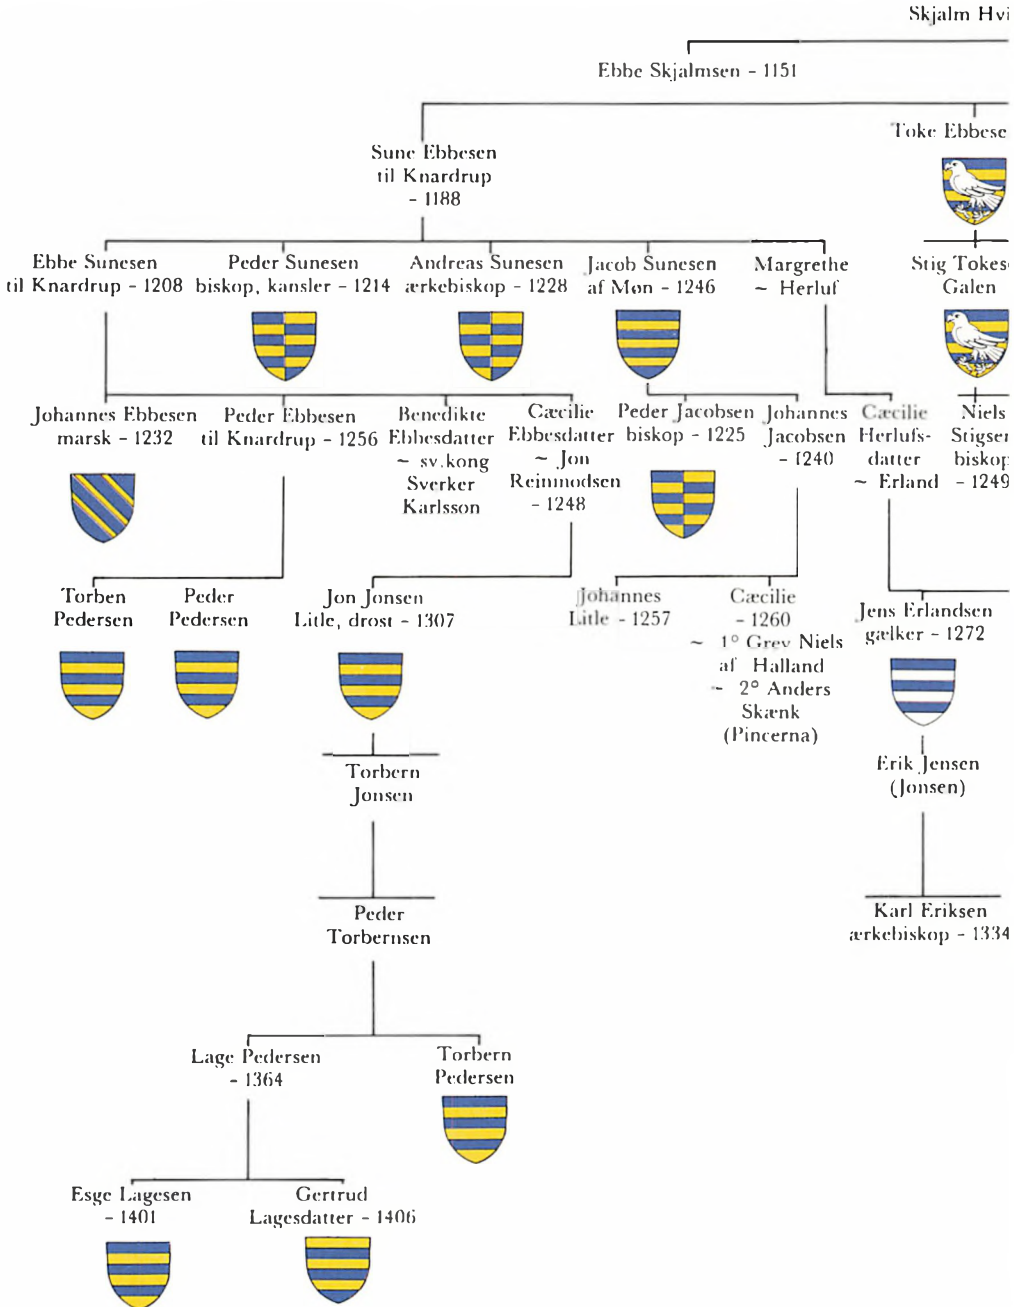 Skjalm Hvi
Ebbe Skjalmsen - 1151
Toke Ebbese
Sune Ebbesen
til Knardrup
- 1188
Ebbe Sunesen
til Knardrup - 1208
Peder Sunesen
biskop, kansler - 1214
Andreas Sunesen
ærkebiskop - 1228
Jacob Sunesen
af Møn - 1246
Margrethe
~ Herluf
Stig Tokes
Galen
Johannes Ebbesen
marsk - 1232
Peder Ebbesen
til Knardrup - 1256
Benedikte
Ebbesdatter
~ sv.kong
Sverker
Karlsson
Cæcilie
Ebbesdatter
~ Jon
Reinmodsen
- 1248
Peder Jacobsen
biskop - 1225
Johannes
Jacobsen
- 1240
Cæcilie
Herlufs-
datter
~ Erland
Niels
Stigsen
biskop
- 1249
Torben
Pedersen
Peder
Pedersen
Jon Jonsen
Litle, drost - 1307
Johannes
Litle - 1257
Cæcilie
- 1260
~ 1° Grev Niels
af Halland
~ 2° Anders
Skænk
(Pincerna)
Jens Erlandsen
gælker - 1272
Torbern
Jonsen
Erik Jensen
(Jonsen)
Peder
Torbernsen
Karl Eriksen
ærkebiskop - 1334
Lage Pedersen
- 1364
Torbern
Pedersen
Esge Lagesen
- 1401
Gertrud
Lagesdatter - 1406